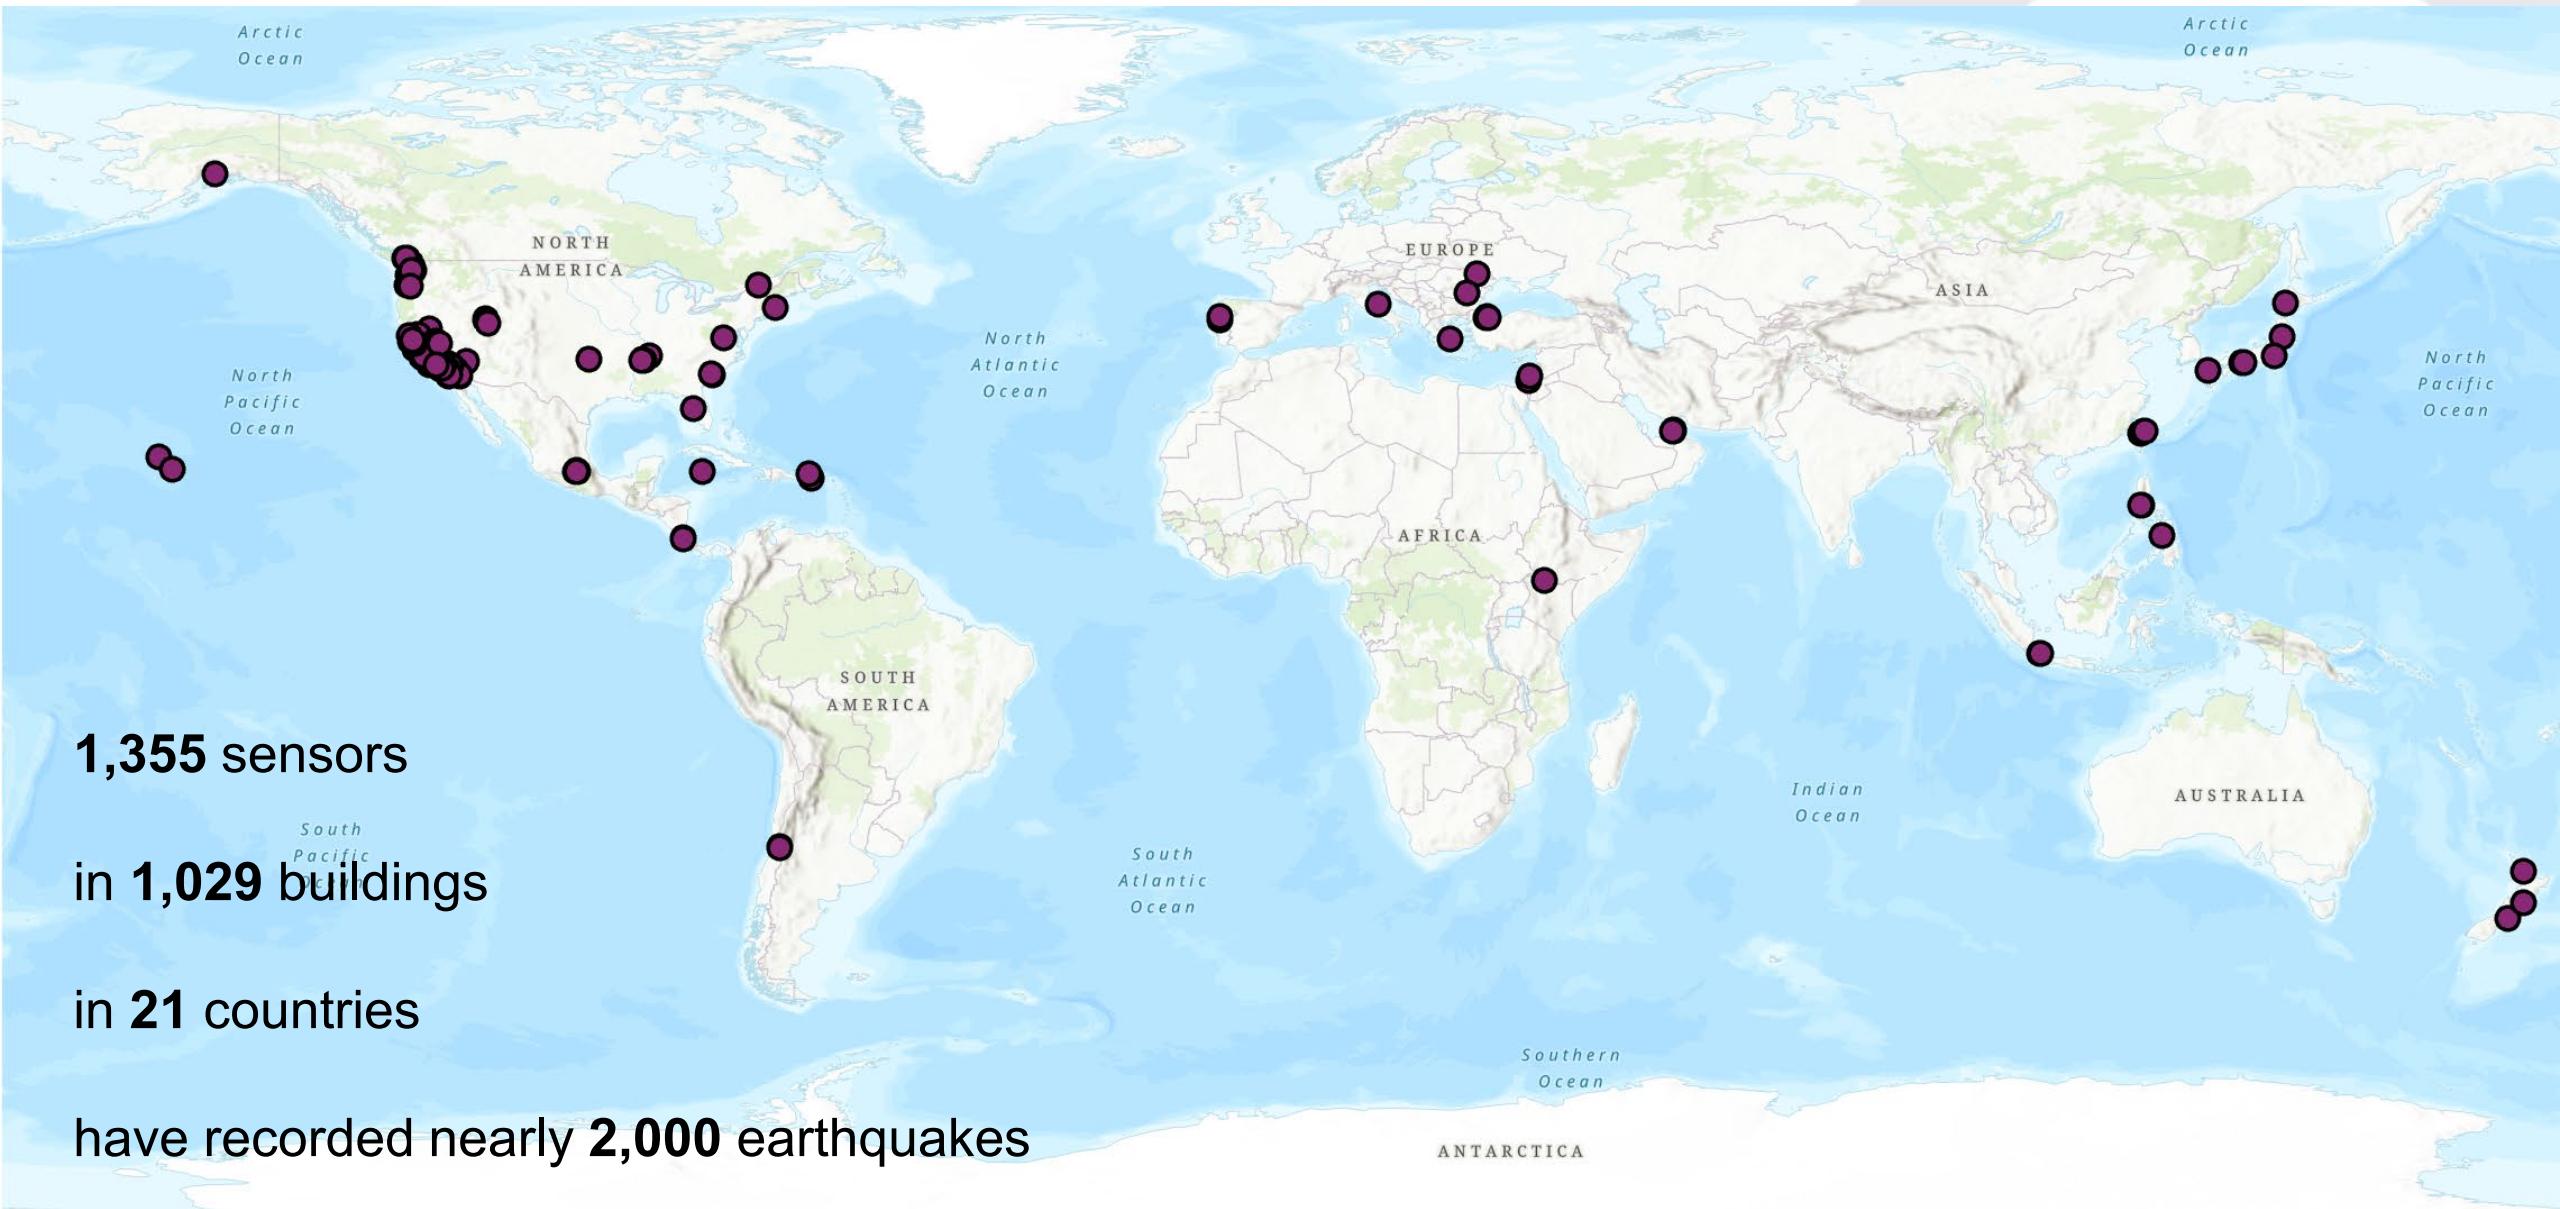 Arctic
Ocean
Arctic
Ocean
NORTH
AMERICA
EUROPE
ASIA
North
Atlantic
Ocean
North
Pacific
Ocean
North
Pacific
Ocean
AFRICA
SOUTH
AMERICA
1,355 sensors
Indian
Ocean
AUSTRALIA
South
Pacific
Ocean
in 1,029 buildings
South
Atlantic
Ocean
in 21 countries
Southern
Ocean
have recorded nearly 2,000 earthquakes
ANTARCTICA